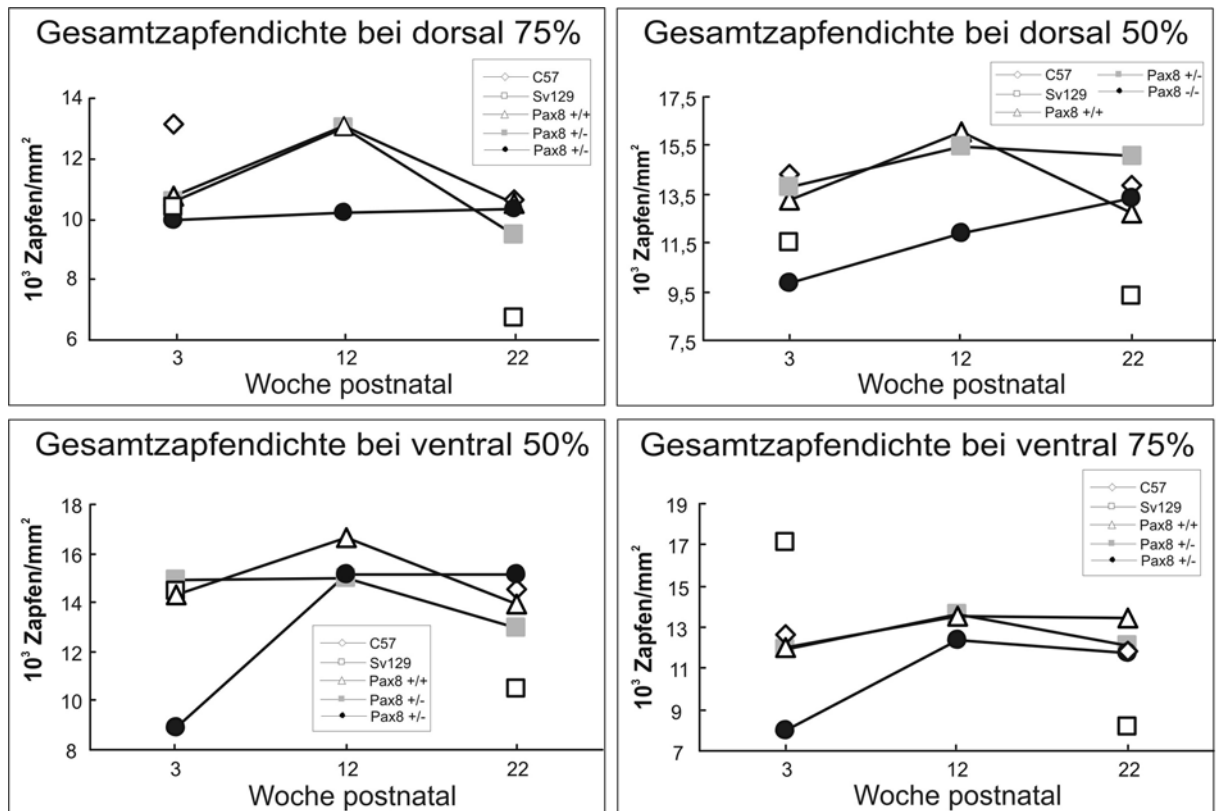 Gesamtzapfendichte bei dorsal 75%
C57
Sv129
Pax8 +/+
Pax8 +/-
Pax8 +/-
14
12
10
8
6
10³ Zapfen/mm²
3 12 22
Woche postnatal
Gesamtzapfendichte bei dorsal 50%
C57 Pax8 +/-
Sv129 Pax8 -/-
Pax8 +/+
17,5
15,5
13,5
11,5
9,5
7,5
10³ Zapfen/mm²
3 12 22
Woche postnatal
Gesamtzapfendichte bei ventral 50%
18
16
14
12
10
8
10³ Zapfen/mm²
C57
Sv129
Pax8 +/+
Pax8 +/-
Pax8 +/-
3 12 22
Woche postnatal
Gesamtzapfendichte bei ventral 75%
C57
Sv129
Pax8 +/+
Pax8 +/-
Pax8 +/-
19
17
15
13
11
9
7
10³ Zapfen/mm²
3 12 22
Woche postnatal